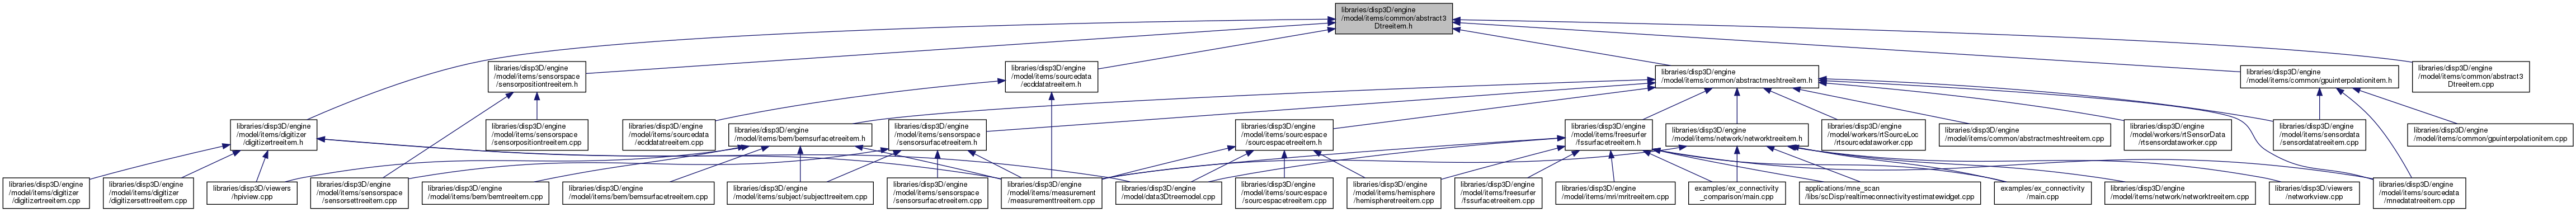 libraries/disp3D/engine
/model/items/common/abstract3
Dtreeitem.h
libraries/disp3D/engine
/model/items/sensorspace
/sensorpositiontreeitem.h
libraries/disp3D/engine
/model/items/sourcedata
/ecddatatreeitem.h
libraries/disp3D/engine
/model/items/common/abstractmeshtreeitem.h
libraries/disp3D/engine
/model/items/common/gpuinterpolationitem.h
libraries/disp3D/engine
/model/items/common/abstract3
Dtreeitem.cpp
libraries/disp3D/engine
/model/items/digitizer
/digitizertreeitem.h
libraries/disp3D/engine
/model/items/sensorspace
/sensorpositiontreeitem.cpp
libraries/disp3D/engine
/model/items/sourcedata
/ecddatatreeitem.cpp
libraries/disp3D/engine
/model/items/bem/bemsurfacetreeitem.h
libraries/disp3D/engine
/model/items/sensorspace
/sensorsurfacetreeitem.h
libraries/disp3D/engine
/model/items/sourcespace
/sourcespacetreeitem.h
libraries/disp3D/engine
/model/items/freesurfer
/fssurfacetreeitem.h
libraries/disp3D/engine
/model/items/network/networktreeitem.h
libraries/disp3D/engine
/model/workers/rtSourceLoc
/rtsourcedataworker.cpp
libraries/disp3D/engine
/model/items/common/abstractmeshtreeitem.cpp
libraries/disp3D/engine
/model/workers/rtSensorData
/rtsensordataworker.cpp
libraries/disp3D/engine
/model/items/sensordata
/sensordatatreeitem.cpp
libraries/disp3D/engine
/model/items/common/gpuinterpolationitem.cpp
libraries/disp3D/engine
/model/items/digitizer
/digitizertreeitem.cpp
libraries/disp3D/engine
/model/items/digitizer
/digitizersettreeitem.cpp
libraries/disp3D/viewers
/hpiview.cpp
libraries/disp3D/engine
/model/items/sensorspace
/sensorsettreeitem.cpp
libraries/disp3D/engine
/model/items/bem/bemtreeitem.cpp
libraries/disp3D/engine
/model/items/bem/bemsurfacetreeitem.cpp
libraries/disp3D/engine
/model/items/subject/subjecttreeitem.cpp
libraries/disp3D/engine
/model/items/sensorspace
/sensorsurfacetreeitem.cpp
libraries/disp3D/engine
/model/items/measurement
/measurementtreeitem.cpp
libraries/disp3D/engine
/model/data3Dtreemodel.cpp
libraries/disp3D/engine
/model/items/sourcespace
/sourcespacetreeitem.cpp
libraries/disp3D/engine
/model/items/hemisphere
/hemispheretreeitem.cpp
libraries/disp3D/engine
/model/items/freesurfer
/fssurfacetreeitem.cpp
libraries/disp3D/engine
/model/items/mri/mritreeitem.cpp
examples/ex_connectivity
_comparison/main.cpp
applications/mne_scan
/libs/scDisp/realtimeconnectivityestimatewidget.cpp
examples/ex_connectivity
/main.cpp
libraries/disp3D/engine
/model/items/network/networktreeitem.cpp
libraries/disp3D/viewers
/networkview.cpp
libraries/disp3D/engine
/model/items/sourcedata
/mnedatatreeitem.cpp